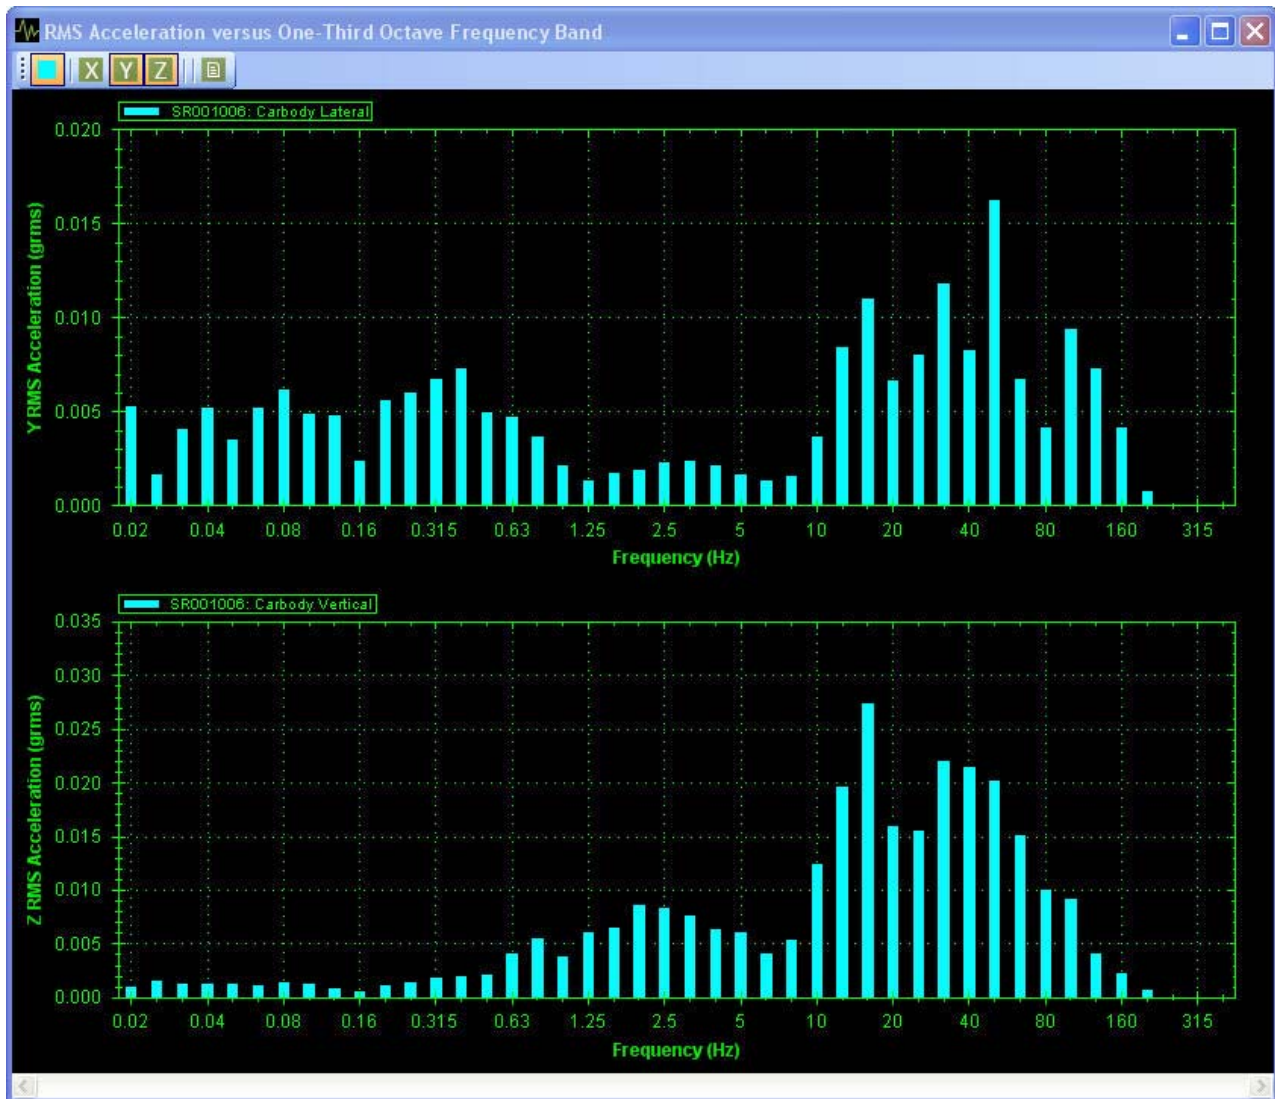 RMS Acceleration versus One-Third Octave Frequency Band
X Y Z
SR001006: Carbody Lateral
Y RMS Acceleration (grms)
0.020
0.015
0.010
0.005
0.000
0.02 0.04 0.08 0.16 0.315 0.63 1.25 2.5 5 10 20 40 80 160 315
Frequency (Hz)
SR001006: Carbody Vertical
Z RMS Acceleration (grms)
0.035
0.030
0.025
0.020
0.015
0.010
0.005
0.000
0.02 0.04 0.08 0.16 0.315 0.63 1.25 2.5 5 10 20 40 80 160 315
Frequency (Hz)